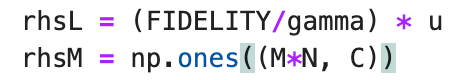 rhsL = (FIDELITY/gamma) * u
rhsM = np.ones((M*N, C))